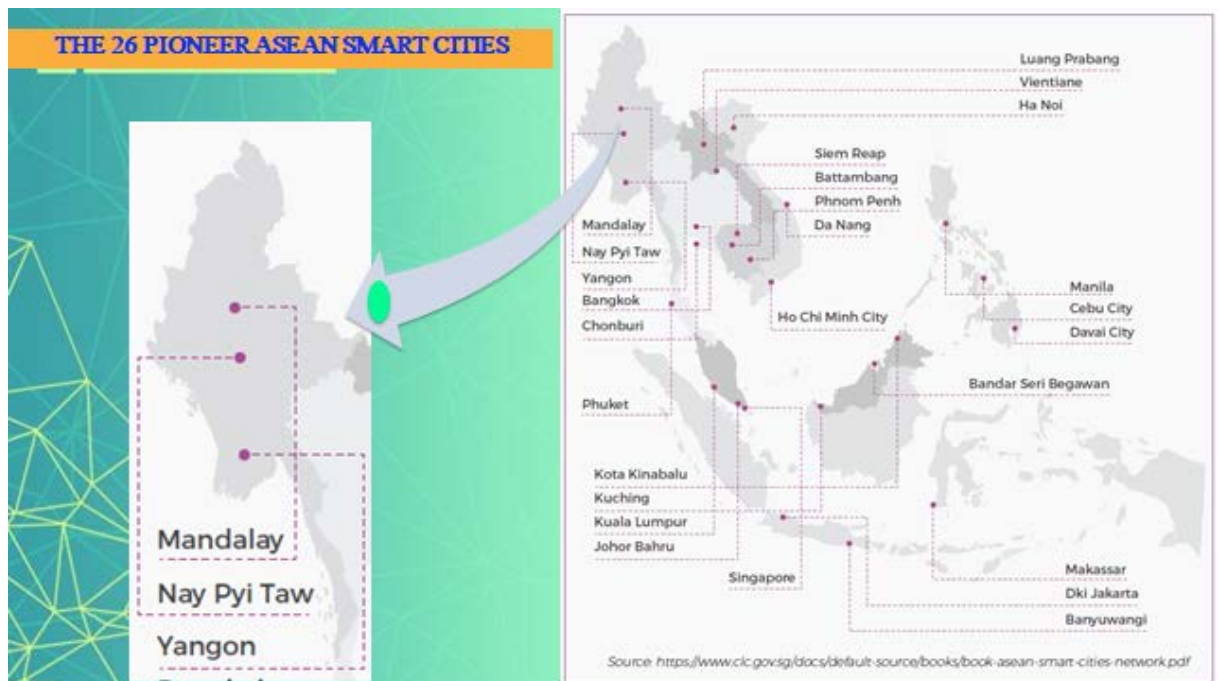 THE 26 PIONEER ASEAN SMART CITIES
Mandalay
Nay Pyi Taw
Yangon
Luang Prabang
Vientiane
Ha Noi
Siem Reap
Battambang
Phnom Penh
Da Nang
Mandalay
Nay Pyi Taw
Yangon
Bangkok
Chonburi
Ho Chi Minh City
Manila
Cebu City
Davai City
Bandar Seri Begawan
Phuket
Kota Kinabalu
Kuching
Kuala Lumpur
Johor Bahru
Singapore
Makassar
Dki Jakarta
Banyuwangi
Source: https://www.clc.gov.sg/docs/default-source/books/book-asean-smart-cities-network.pdf